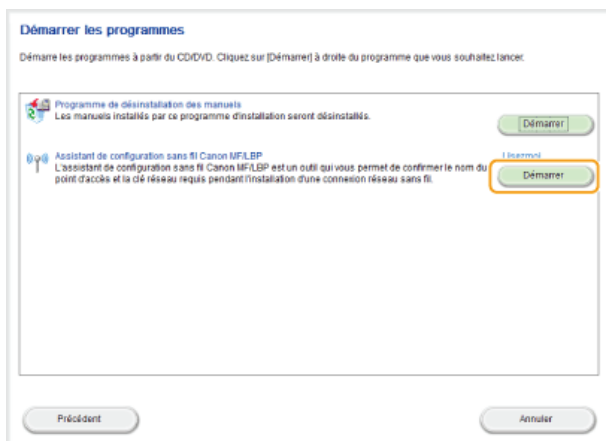 Démarrer les programmes
Démarre les programmes à partir du CD/DVD. Cliquez sur [Démarrer] à droite du programme que vous souhaitez lancer.
Programme de désinstallation des manuels
Les manuels installés par ce programme d'installation seront désinstallés.
Démarrer
Assistant de configuration sans fil Canon MF/LBP
Lisezmoi
L'assistant de configuration sans fil Canon MF/LBP est un outil qui vous permet de confirmer le nom du
point d'accès et la clé réseau requis pendant l'installation d'une connexion réseau sans fil.
Démarrer
Précédent
Annuler